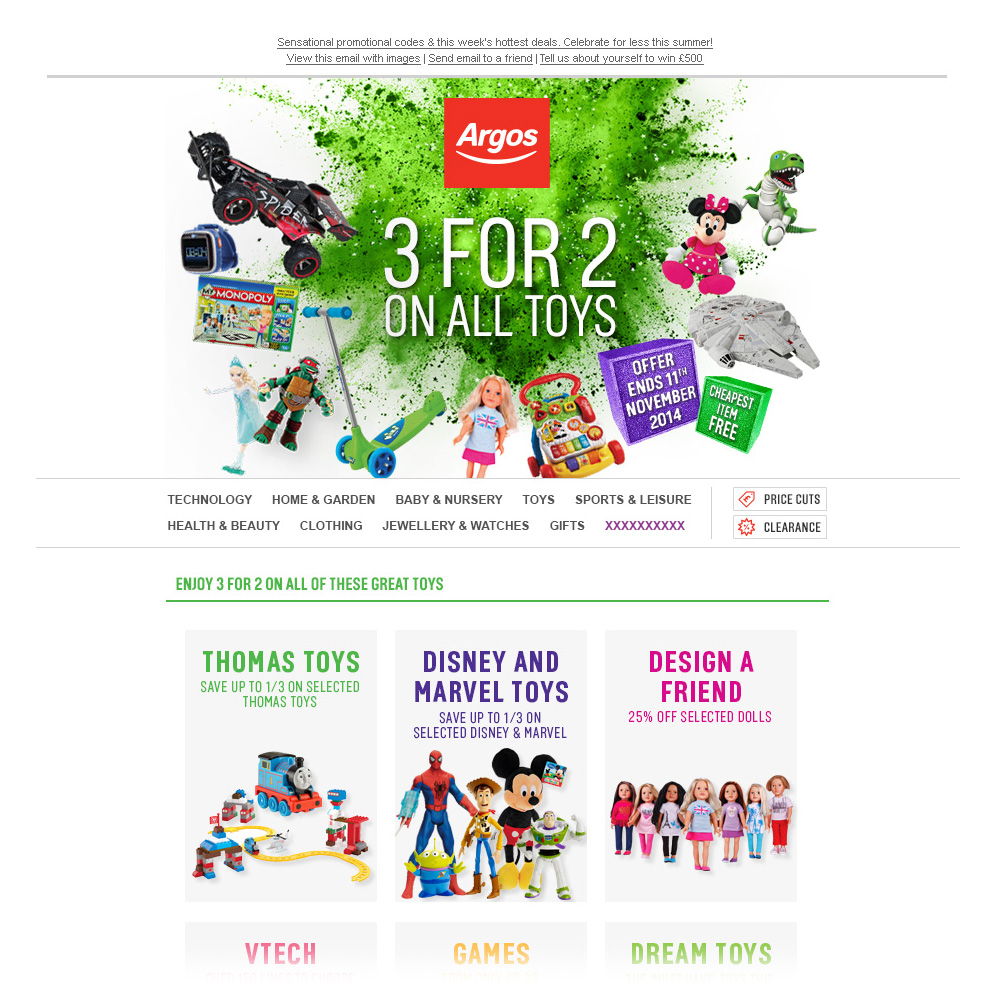 Sensational promotional codes & this week's hottest deals. Celebrate for less this summer!
View this email with images | Send email to a friend | Tell us about yourself to win £500
Argos
3 FOR 2
ON ALL TOYS
SPIDER
08:04
MONOPOLY
OFFER
ENDS 11TH
NOVEMBER
2014
CHEAPEST
ITEM
FREE
TECHNOLOGY HOME & GARDEN BABY & NURSERY TOYS SPORTS & LEISURE
HEALTH & BEAUTY CLOTHING JEWELLERY & WATCHES GIFTS XXXXXXXXXX
PRICE CUTS
CLEARANCE
ENJOY 3 FOR 2 ON ALL OF THESE GREAT TOYS
THOMAS TOYS
SAVE UP TO 1/3 ON SELECTED
THOMAS TOYS
DISNEY AND
MARVEL TOYS
SAVE UP TO 1/3 ON
SELECTED DISNEY & MARVEL
DESIGN A
FRIEND
25% OFF SELECTED DOLLS
VTECH
GAMES
DREAM TOYS